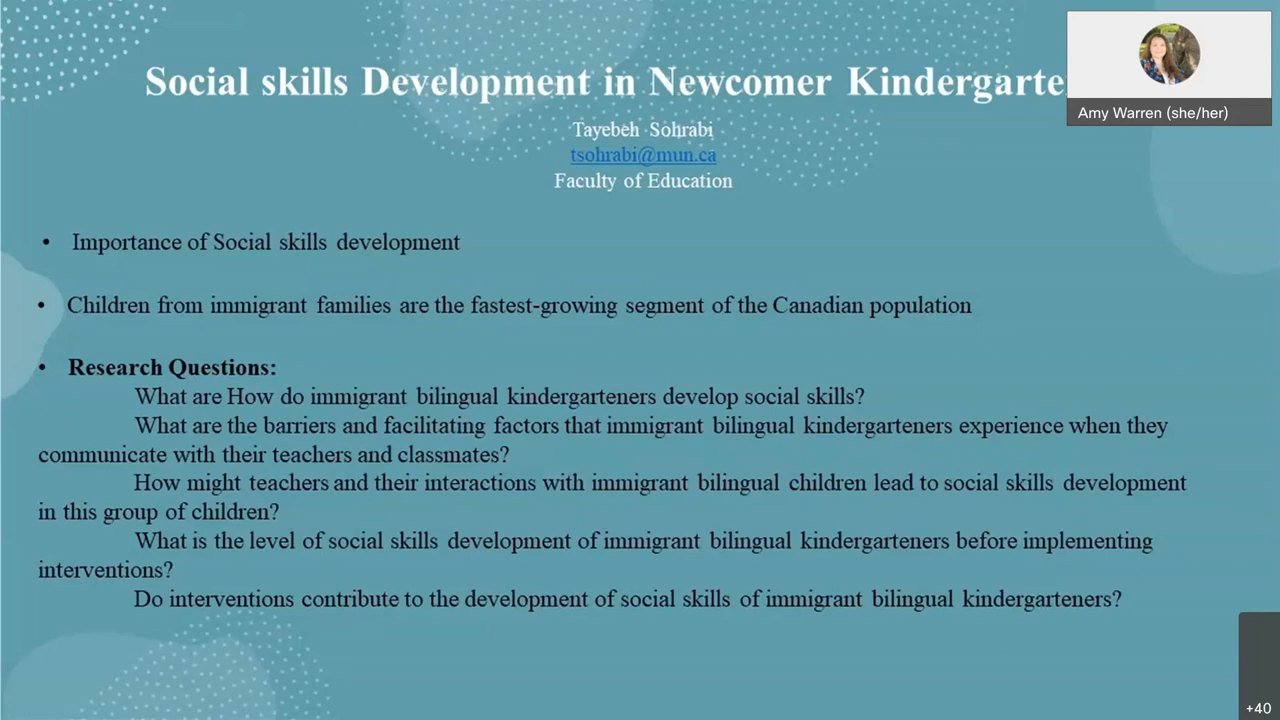 Social skills Development in Newcomer Kindergarte
Amy Warren (she/her)
Tayebeh Sohrabi
tsohrabi@mun.ca
Faculty of Education
• Importance of Social skills development
• Children from immigrant families are the fastest-growing segment of the Canadian population
• Research Questions:
What are How do immigrant bilingual kindergarteners develop social skills?
What are the barriers and facilitating factors that immigrant bilingual kindergarteners experience when they
communicate with their teachers and classmates?
How might teachers and their interactions with immigrant bilingual children lead to social skills development
in this group of children?
What is the level of social skills development of immigrant bilingual kindergarteners before implementing
interventions?
Do interventions contribute to the development of social skills of immigrant bilingual kindergarteners?
+40